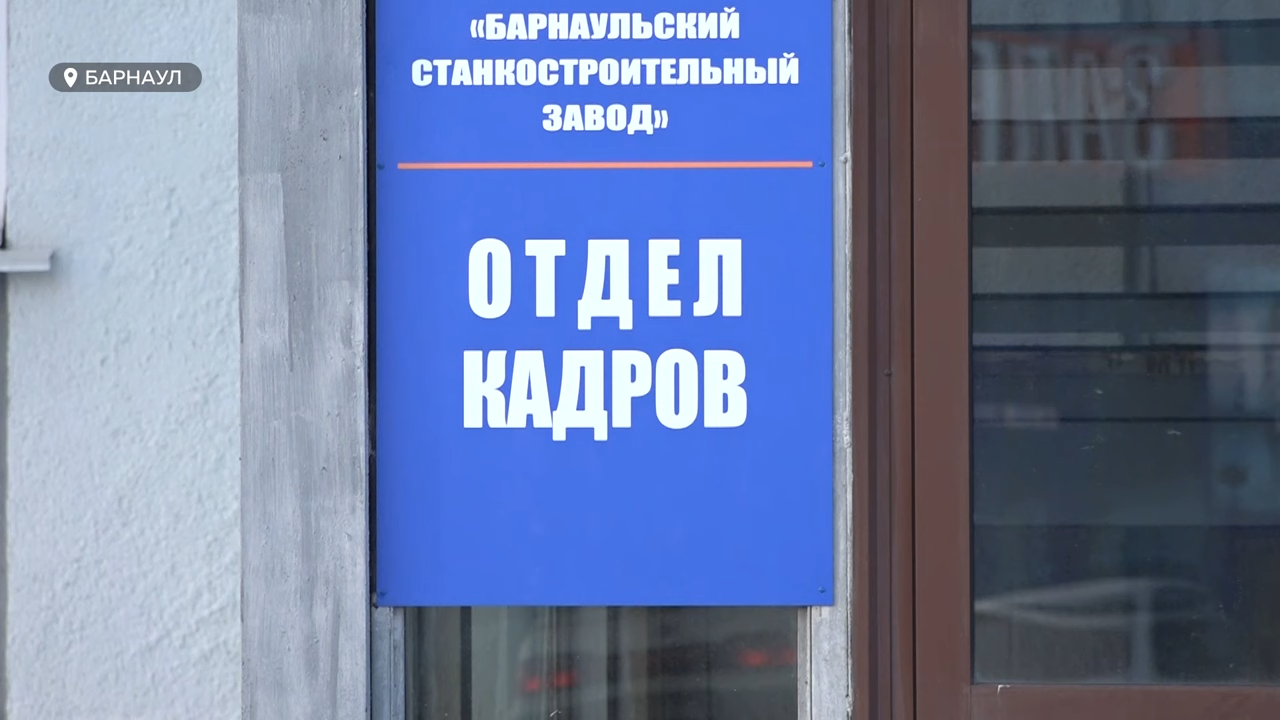 БАРНАУЛ
«БАРНАУЛЬСКИЙ
СТАНКОСТРОИТЕЛЬНЫЙ
ЗАВОД»
ОТДЕЛ
КАДРОВ